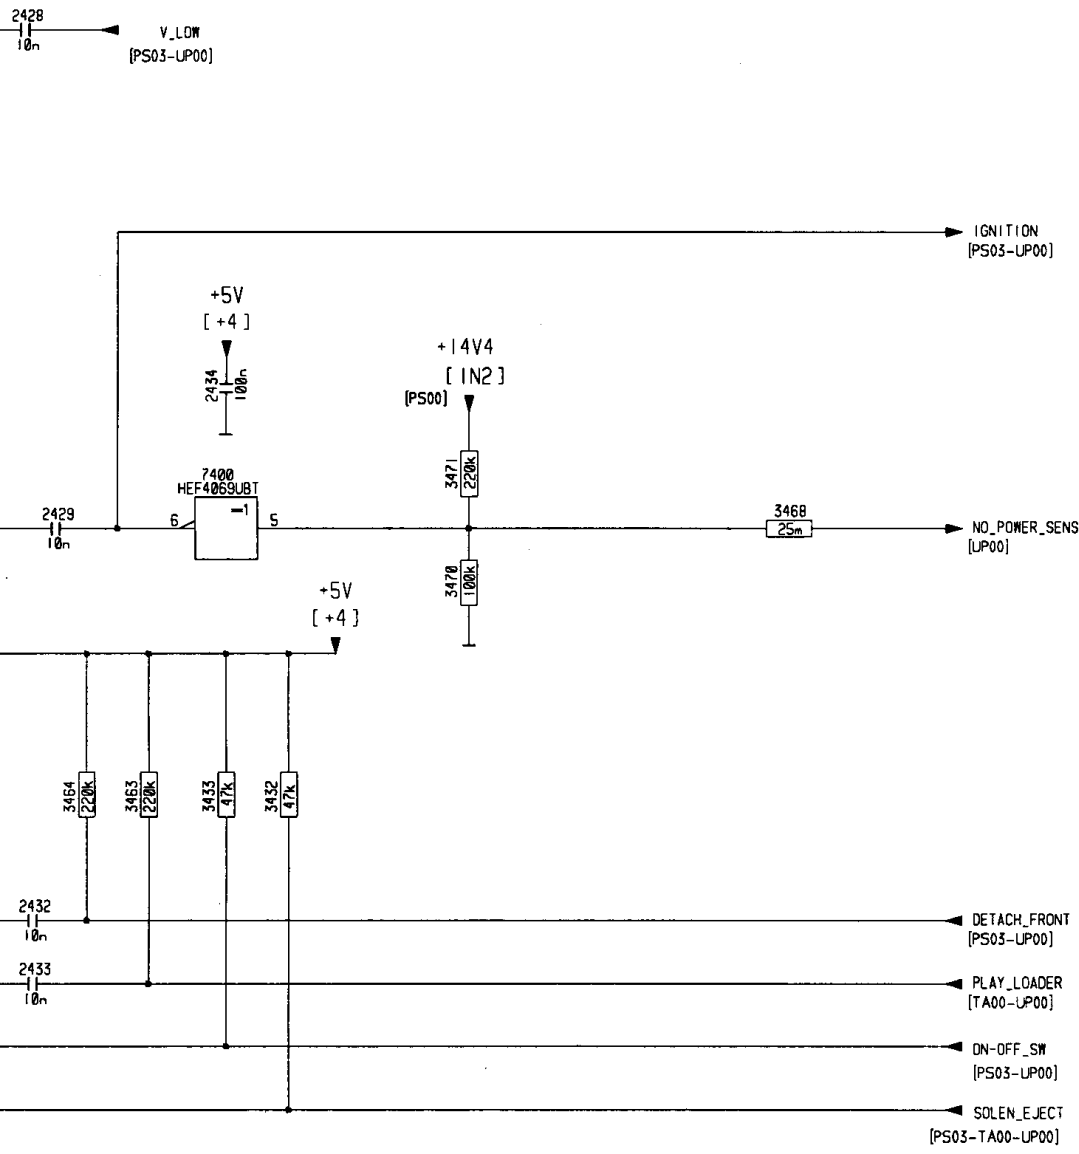 2428
10n
V_LOW
[PS03-UP00]
IGNITION
[PS03-UP00]
+5V
[ +4 ]
2434
100n
+14V4
[ IN2 ]
[PS00]
3471
220k
7400
HEF4069UBT
6
=1
5
2429
10n
3468
25m
NO_POWER_SENS
[UP00]
3470
100k
+5V
[ +4 ]
3464
220k
3463
220k
3433
47k
3432
47k
2432
10n
DETACH_FRONT
[PS03-UP00]
2433
10n
PLAY_LOADER
[TA00-UP00]
ON-OFF_SW
[PS03-UP00]
SOLEN_EJECT
[PS03-TA00-UP00]